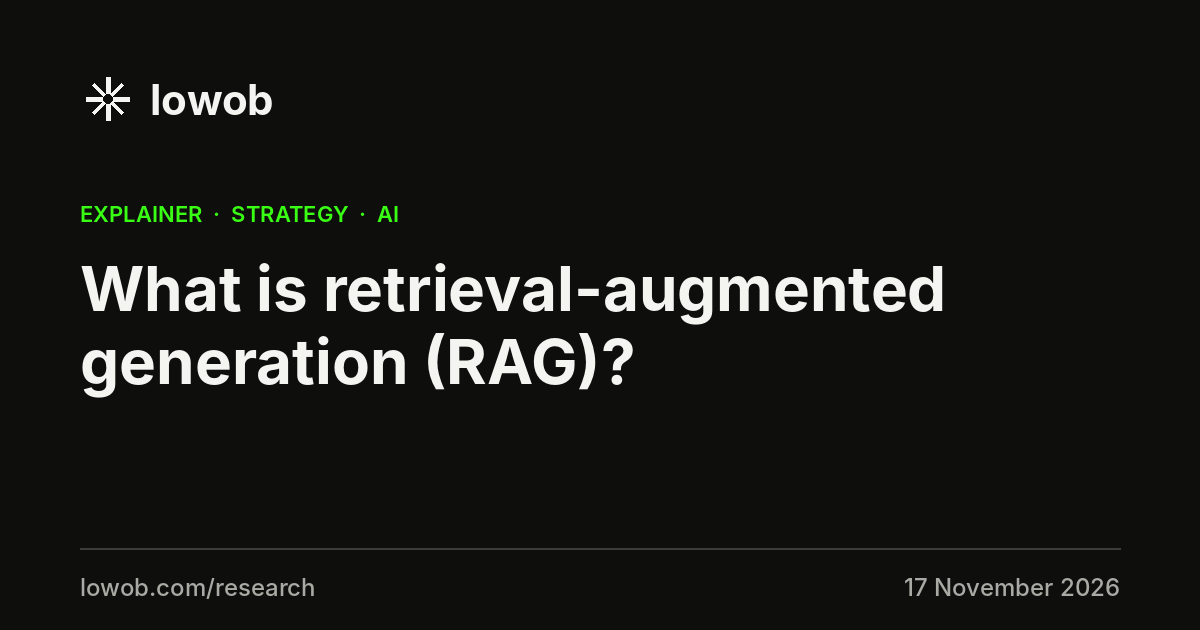 lowob
EXPLAINER · STRATEGY · AI
What is retrieval-augmented
generation (RAG)?
lowob.com/research
17 November 2026